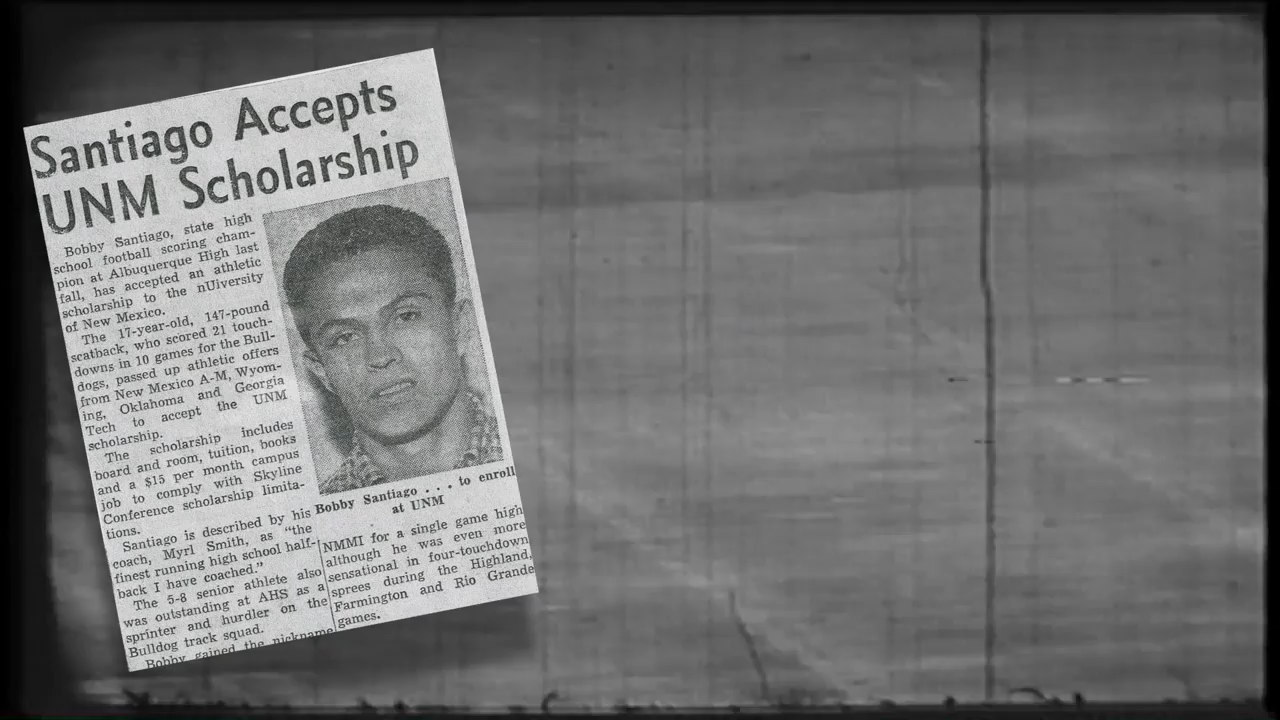 Santiago Accepts
UNM Scholarship
Bobby Santiago, state high
school football scoring cham-
pion at Albuquerque High last
fall, has accepted an athletic
scholarship to the nUiversity
of New Mexico.
The 17-year-old, 147-pound
scatback, who scored 21 touch-
downs in 10 games for the Bull-
dogs, passed up athletic offers
from New Mexico A-M, Wyom-
ing, Oklahoma and Georgia
Tech to accept the UNM
scholarship.
The scholarship includes
board and room, tuition, books
and a $15 per month campus
job to comply with Skyline
Conference scholarship limita-
tions.
Santiago is described by his
coach, Myrl Smith, as "the
finest running high school half-
back I have coached."
The 5-8 senior athlete also
was outstanding at AHS as a
sprinter and hurdler on the
Bulldog track squad.
Bobby gained the nickname
Bobby Santiago . . . to enroll
at UNM
NMMI for a single game high
although he was even more
sensational in four-touchdown
sprees during the Highland,
Farmington and Rio Grande
games.